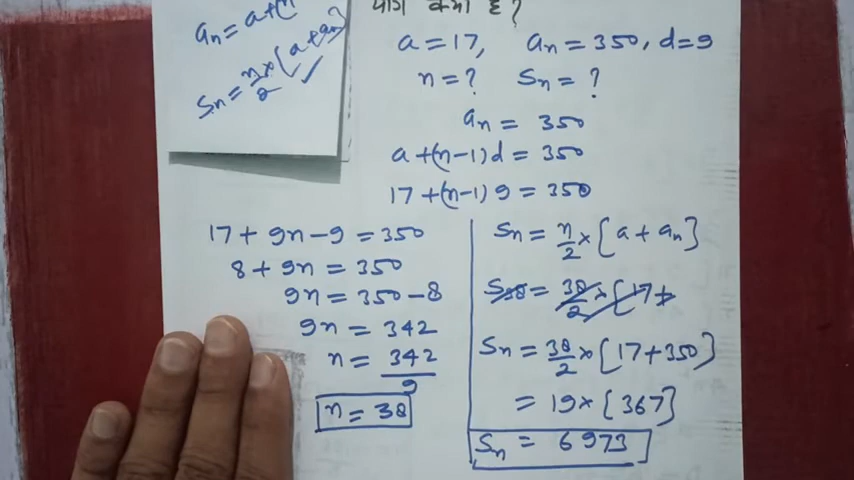 aₙ = a+(n
Sₙ = n/2 × (a+aₙ)
योग क्या है?
a = 17, aₙ = 350, d = 9
n = ? Sₙ = ?
aₙ = 350
a + (n-1) d = 350
17 + (n-1) 9 = 350
17 + 9n - 9 = 350
8 + 9n = 350
9n = 350 - 8
9n = 342
n = 342/9
n = 38
Sₙ = n/2 × [a + aₙ]
S₃₈ = 38/2 × [17+
Sₙ = 38/2 × [17+350]
= 19 × [367]
Sₙ = 6973